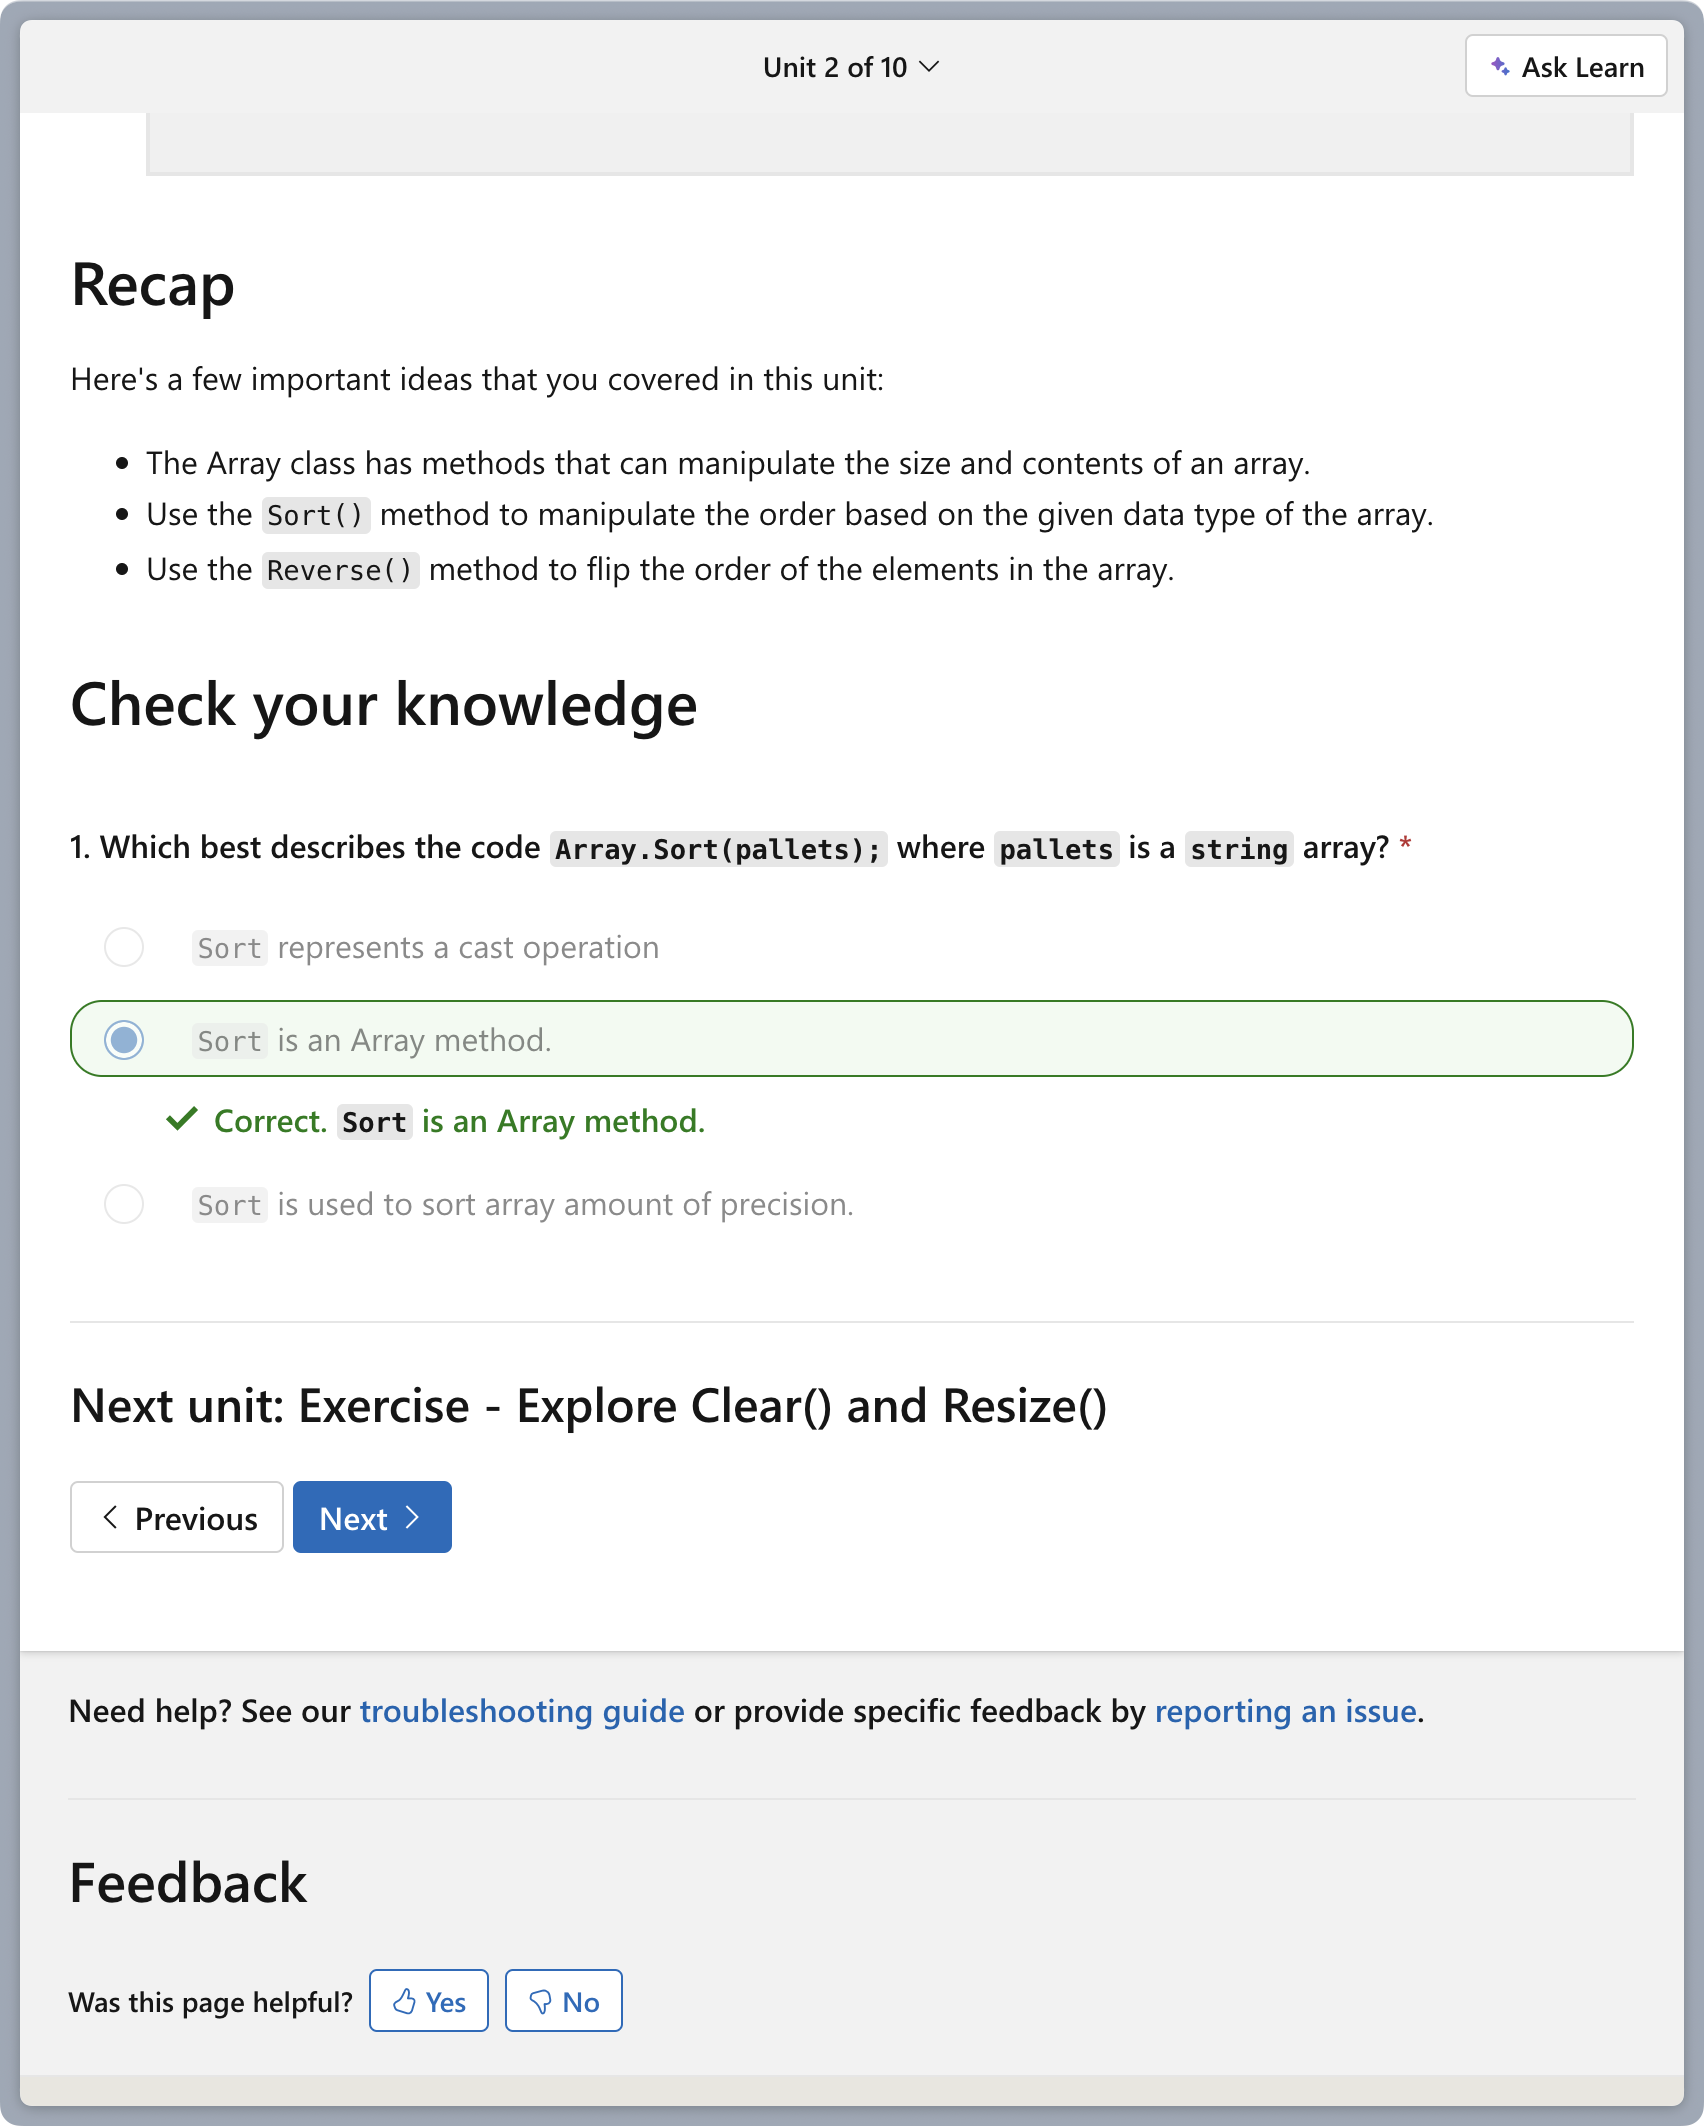 Unit 2 of 10
Ask Learn
Recap
Here's a few important ideas that you covered in this unit:
The Array class has methods that can manipulate the size and contents of an array.
Use the Sort() method to manipulate the order based on the given data type of the array.
Use the Reverse() method to flip the order of the elements in the array.
Check your knowledge
1. Which best describes the code Array.Sort(pallets); where pallets is a string array? *
Sort represents a cast operation
Sort is an Array method.
Correct. Sort is an Array method.
Sort is used to sort array amount of precision.
Next unit: Exercise - Explore Clear() and Resize()
Previous Next
Need help? See our troubleshooting guide or provide specific feedback by reporting an issue.
Feedback
Was this page helpful? Yes No